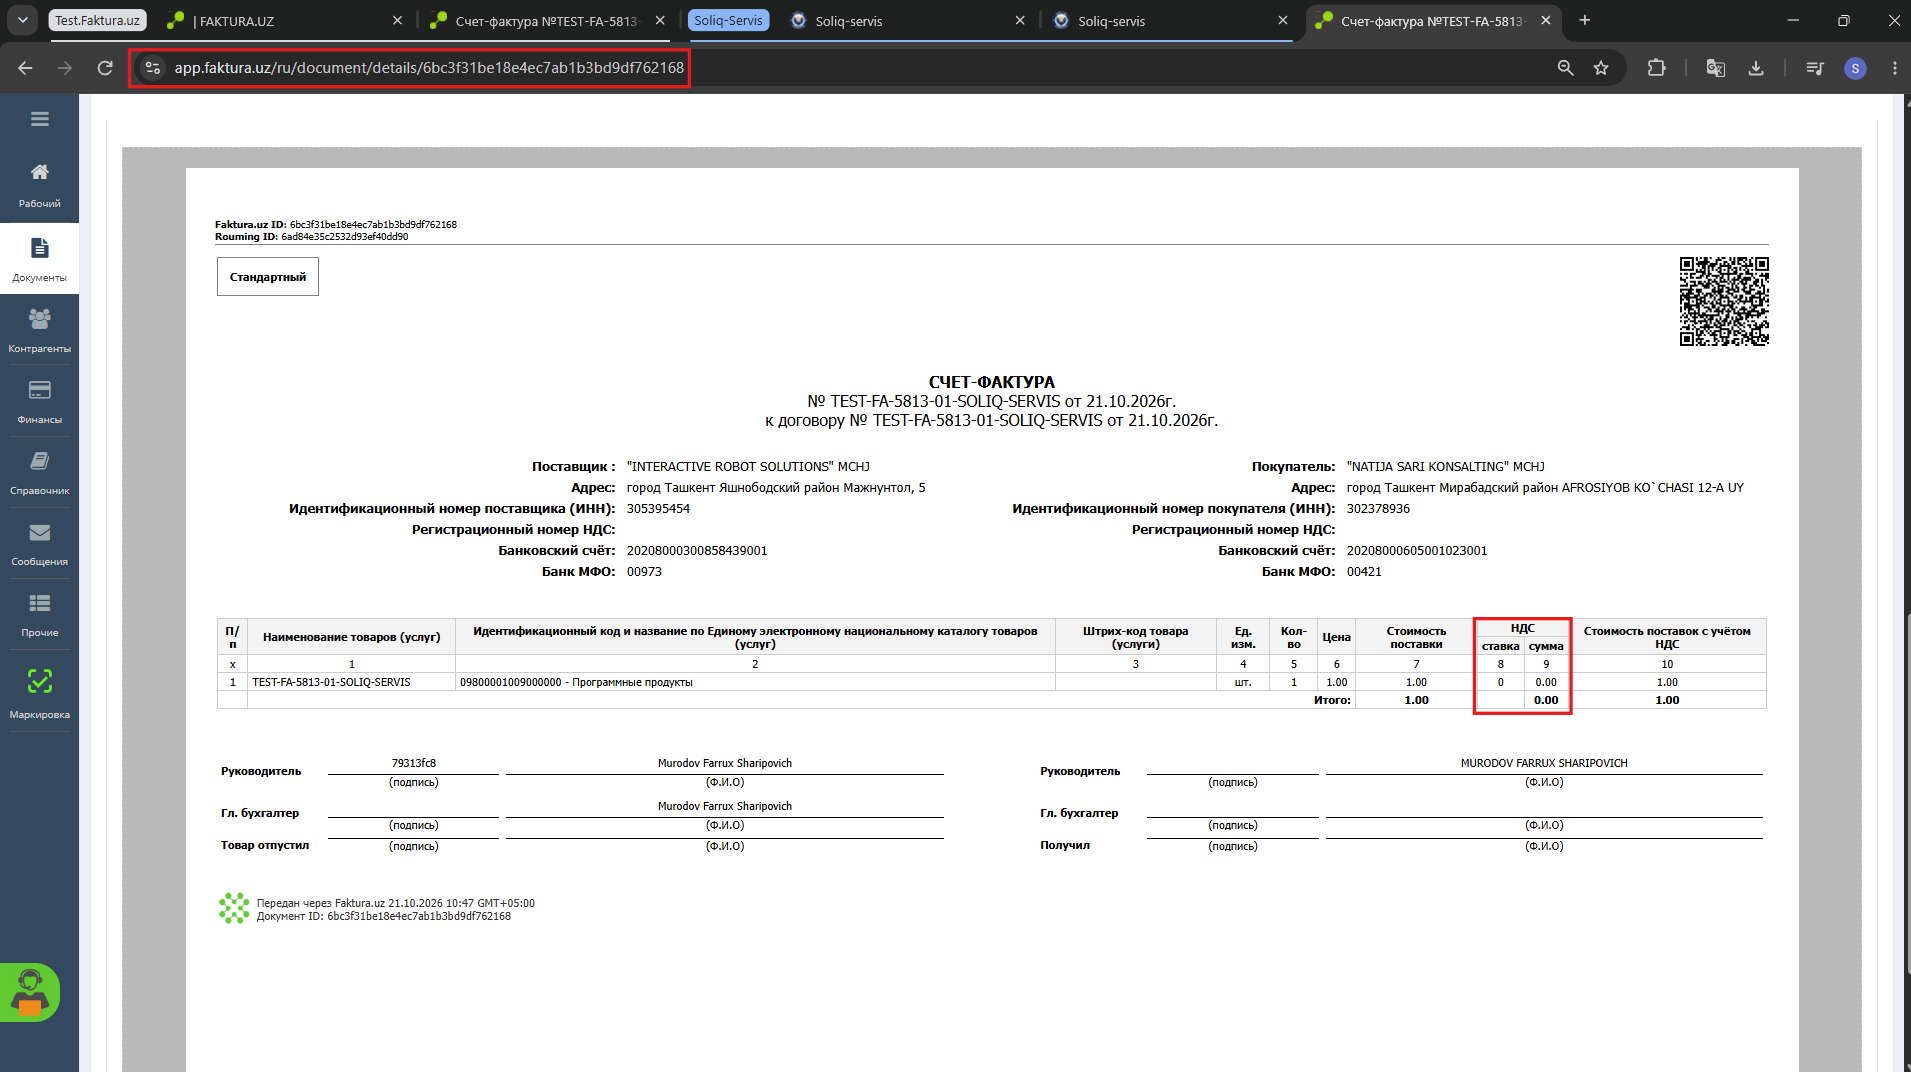 Test.Faktura.uz
| FAKTURA.UZ
Счет-фактура №TEST-FA-5813-
Soliq-Servis
Soliq-servis
Soliq-servis
Счет-фактура №TEST-FA-5813-
app.faktura.uz/ru/document/details/6bc3f31be18e4ec7ab1b3bd9df762168
S
Рабочий
Документы
Контрагенты
Финансы
Справочник
Сообщения
Прочие
Маркировка
Faktura.uz ID: 6bc3f31be18e4ec7ab1b3bd9df762168
Rouming ID: 6ad84e35c2532d93ef40dd90
Стандартный
СЧЕТ-ФАКТУРА
№ TEST-FA-5813-01-SOLIQ-SERVIS от 21.10.2026г.
к договору № TEST-FA-5813-01-SOLIQ-SERVIS от 21.10.2026г.
Поставщик : "INTERACTIVE ROBOT SOLUTIONS" MCHJ
Адрес: город Ташкент Яшнободский район Мажнунтол, 5
Идентификационный номер поставщика (ИНН): 305395454
Регистрационный номер НДС:
Банковский счёт: 20208000300858439001
Банк МФО: 00973
Покупатель: "NATIJA SARI KONSALTING" MCHJ
Адрес: город Ташкент Мирабадский район AFROSIYOB KO`CHASI 12-A UY
Идентификационный номер покупателя (ИНН): 302378936
Регистрационный номер НДС:
Банковский счёт: 20208000605001023001
Банк МФО: 00421
П/п Наименование товаров (услуг) Идентификационный код и название по Единому электронному национальному каталогу товаров (услуг) Штрих-код товара (услуги) Ед. изм. Кол-во Цена Стоимость поставки НДС ставка сумма Стоимость поставок с учётом НДС
x 1 2 3 4 5 6 7 8 9 10
1 TEST-FA-5813-01-SOLIQ-SERVIS 09800001009000000 - Программные продукты шт. 1 1.00 1.00 0 0.00 1.00
Итого: 1.00 0.00 1.00
Руководитель 79313fc8 Murodov Farrux Sharipovich
(подпись) (Ф.И.О)
Гл. бухгалтер Murodov Farrux Sharipovich
(подпись) (Ф.И.О)
Товар отпустил (подпись) (Ф.И.О)
Руководитель MURODOV FARRUX SHARIPOVICH
(подпись) (Ф.И.О)
Гл. бухгалтер
(подпись) (Ф.И.О)
Получил (подпись) (Ф.И.О)
Передан через Faktura.uz 21.10.2026 10:47 GMT+05:00
Документ ID: 6bc3f31be18e4ec7ab1b3bd9df762168